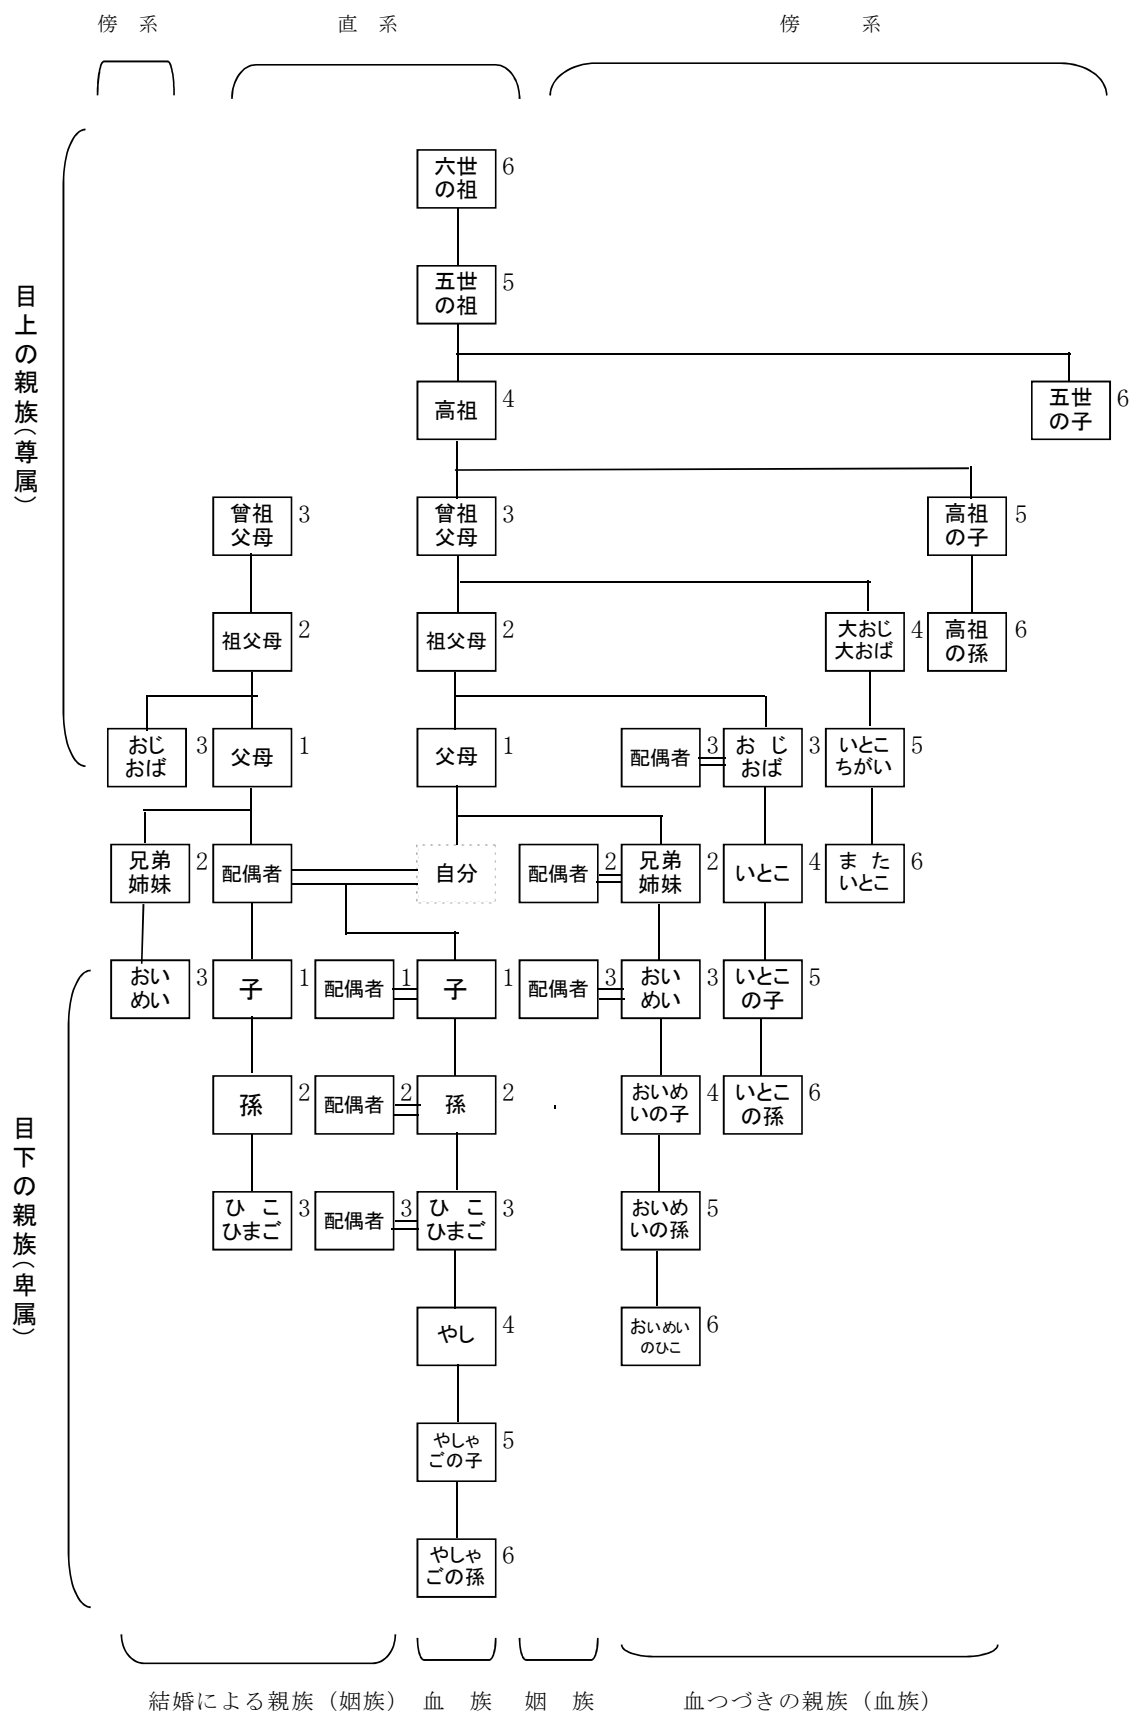 傍 系
直 系
傍 系
目上の親族(尊属)
目下の親族(卑属)
六世
の祖
6
五世
の祖
5
高祖
4
五世
の子
6
曾祖
父母
3
曾祖
父母
3
高祖
の子
5
祖父母
2
祖父母
2
大おじ
大おば
4
高祖
の孫
6
おじ
おば
3
父母
1
父母
1
配偶者
3
お じ
おば
3
いとこ
ちがい
5
兄弟
姉妹
2
配偶者
自分
配偶者
2
兄弟
姉妹
2
いとこ
4
ま た
いとこ
6
おい
めい
3
子
1
配偶者
1
子
1
配偶者
3
おい
めい
3
いとこ
の子
5
孫
2
配偶者
2
孫
2
おいめ
いの子
4
いとこ
の孫
6
ひ こ
ひまご
3
配偶者
3
ひ こ
ひまご
3
おいめ
いの孫
5
やし
4
おいめい
のひこ
6
やしゃ
ごの子
5
やしゃ
ごの孫
6
結婚による親族(姻族)
血 族
姻 族
血つづきの親族(血族)